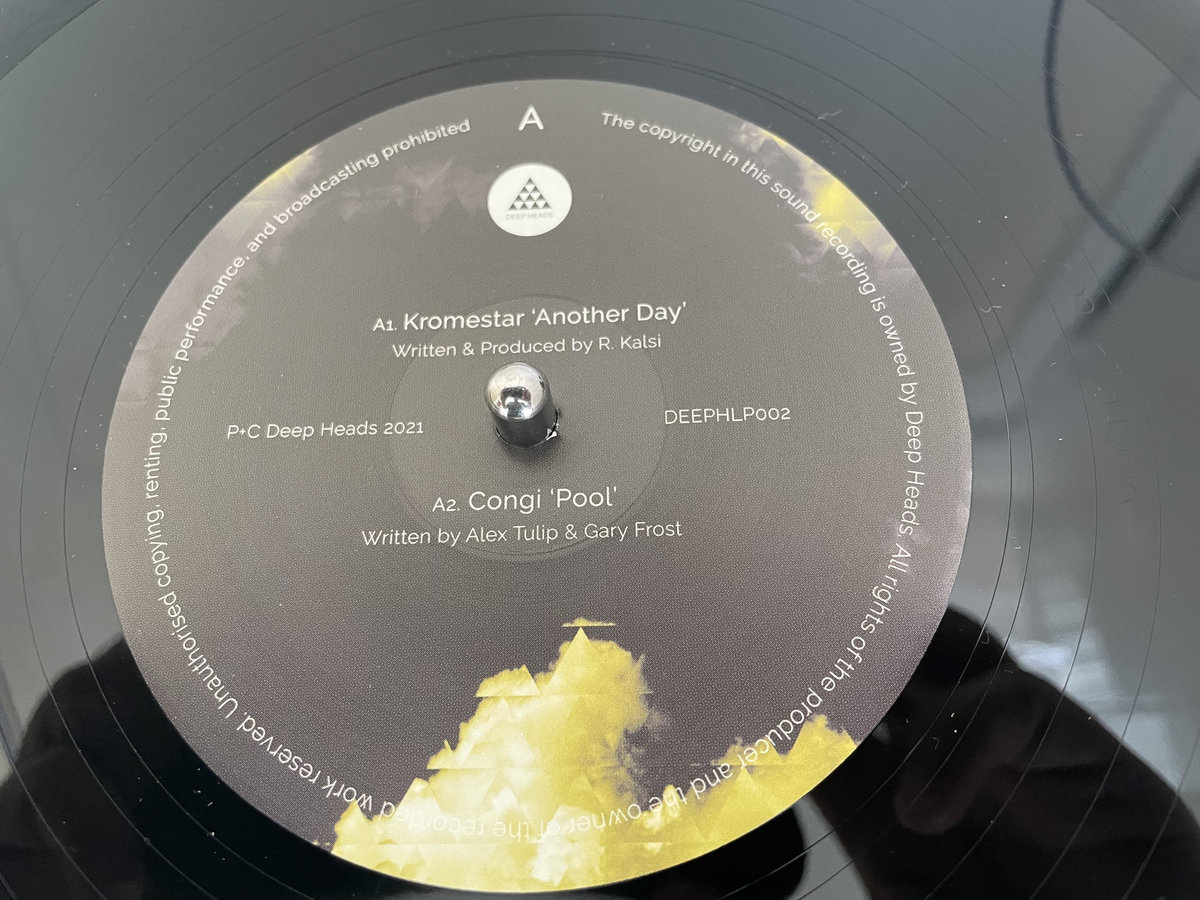 A
DEEP HEADS
A1. Kromestar ‘Another Day’
Written & Produced by R. Kalsi
P+C Deep Heads 2021
DEEPHLP002
A2. Congi ‘Pool’
Written by Alex Tulip & Gary Frost
The copyright in this sound recording is owned by Deep Heads. All rights of the producer and the owner of the recorded work reserved. Unauthorised copying, renting, public performance, and broadcasting prohibited